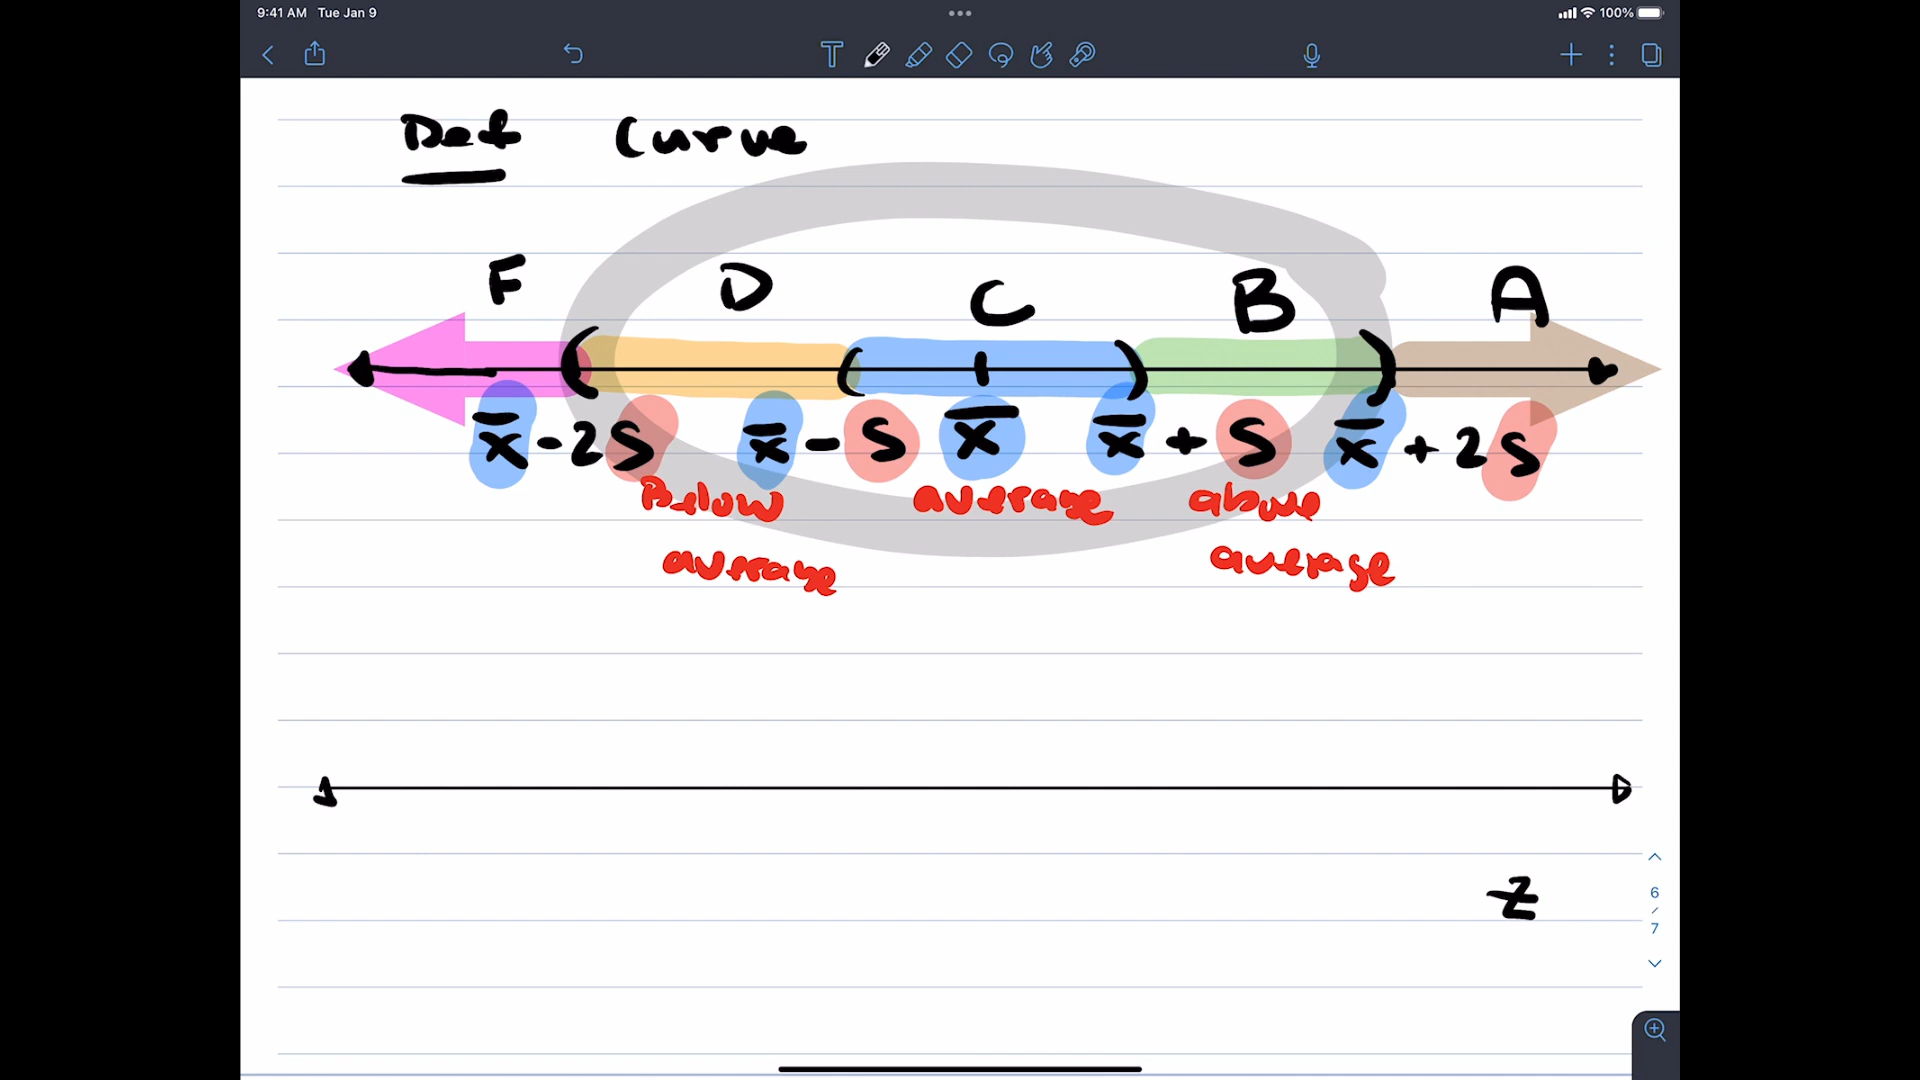 9:41 AM Tue Jan 9
100%
T
Def Curve
F D C B A
x̄ - 2S x̄ - S x̄ x̄ + S x̄ + 2S
Below average above
average average
z
6
/
7